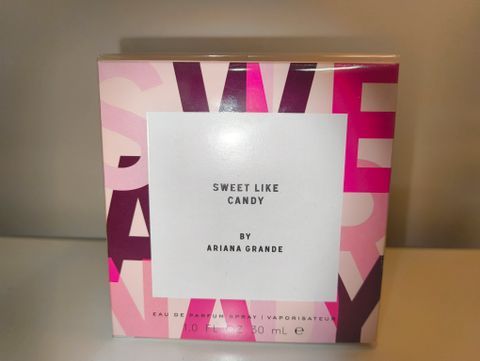 SWEET LIKE
CANDY
BY
ARIANA GRANDE
EAU DE PARFUM SPRAY | VAPORISATEUR
1.0 FL OZ 30 mL ℮